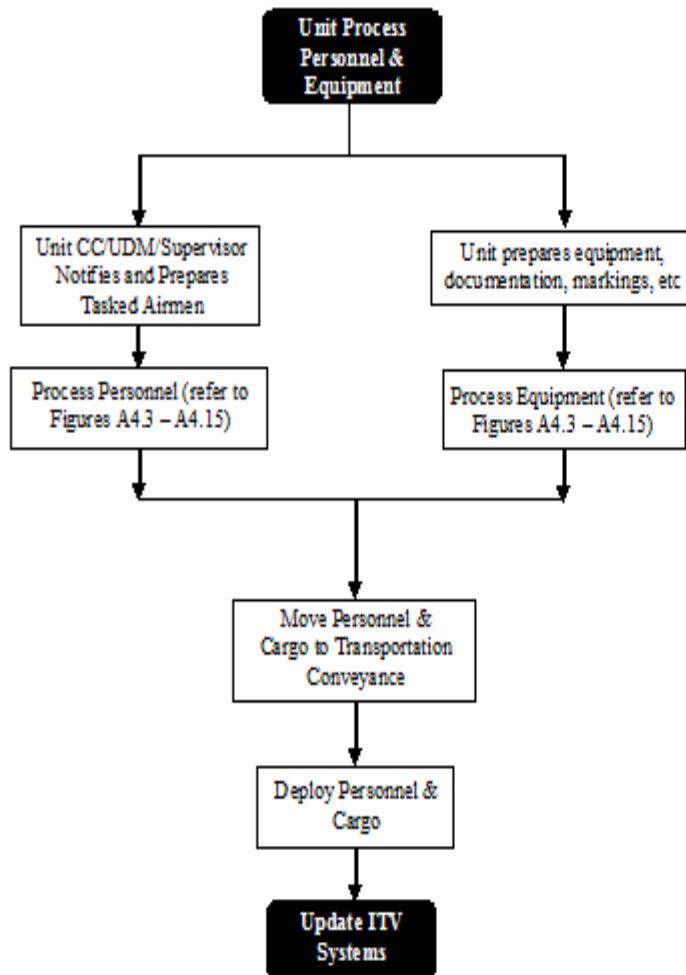 Unit Process
Personnel &
Equipment
Unit CC/UDM/Supervisor
Notifies and Prepares
Tasked Airmen
Unit prepares equipment,
documentation, markings, etc
Process Personnel (refer to
Figures A4.3 – A4.15)
Process Equipment (refer to
Figures A4.3 – A4.15)
Move Personnel &
Cargo to Transportation
Conveyance
Deploy Personnel &
Cargo
Update ITV
Systems